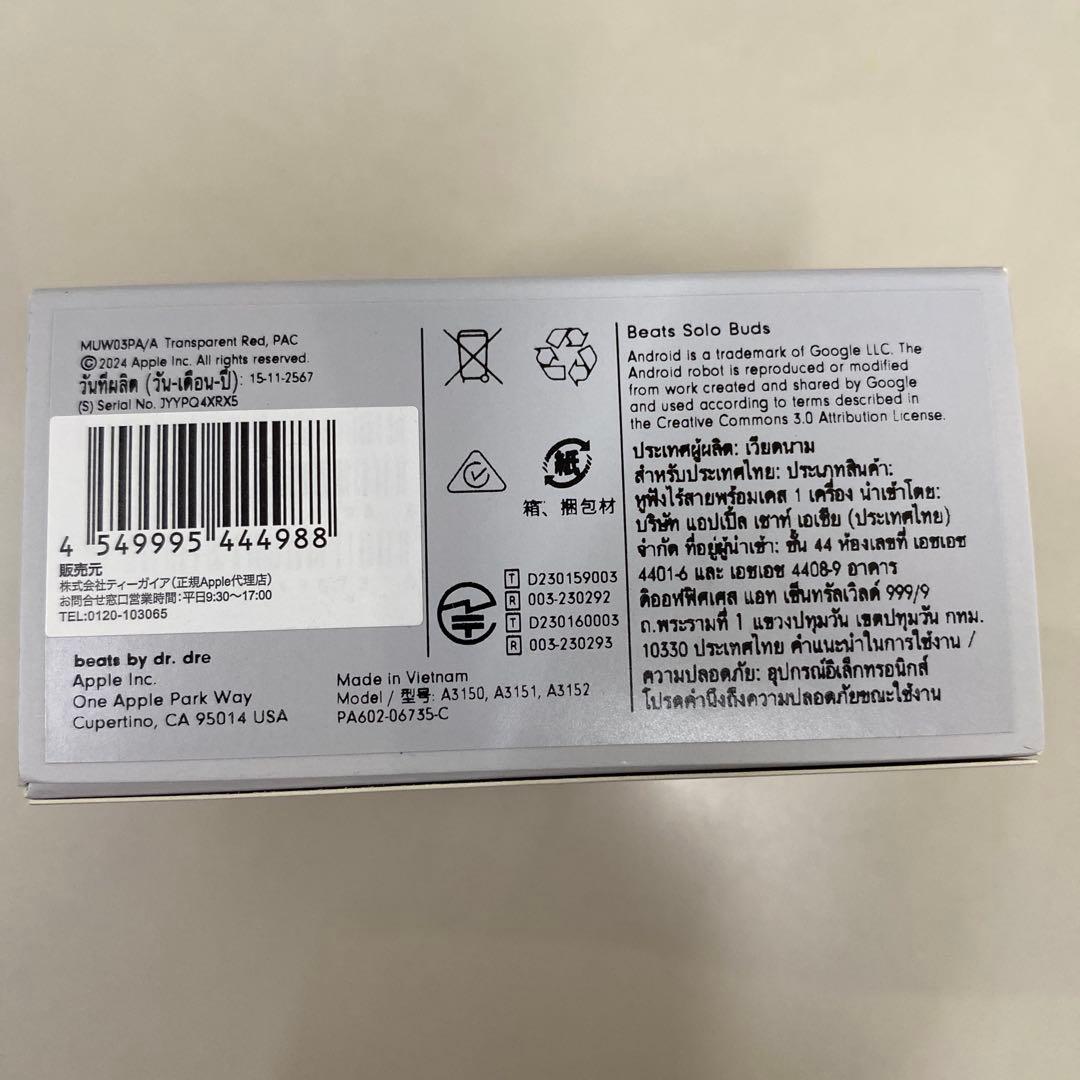 MUW03PA/A Transparent Red, PAC
©2024 Apple Inc. All rights reserved.
วันที่ผลิต (วัน-เดือน-ปี): 15-11-2567
(S) Serial No. JYYPQ4XRX5
4 549995 444988
販売元
株式会社ティーガイア(正規Apple代理店)
お問合せ窓口営業時間:平日9:30〜17:00
TEL:0120-103065
beats by dr. dre
Apple Inc.
One Apple Park Way
Cupertino, CA 95014 USA
Made in Vietnam
Model / 型号: A3150, A3151, A3152
PA602-06735-C
紙
箱、捆包材
T D230159003
R 003-230292
T D230160003
R 003-230293
Beats Solo Buds
Android is a trademark of Google LLC. The
Android robot is reproduced or modified
from work created and shared by Google
and used according to terms described in
the Creative Commons 3.0 Attribution License.
ประเทศผู้ผลิต: เวียดนาม
สำหรับประเทศไทย: ประเภทสินค้า:
หูฟังไร้สายพร้อมเคส 1 เครื่อง นำเข้าโดย:
บริษัท แอปเปิ้ล เซาท์ เอเชีย (ประเทศไทย)
จำกัด ที่อยู่ผู้นำเข้า: ชั้น 44 ห้องเลขที่ เอชเอช
4401-6 และ เอชเอช 4408-9 อาคาร
ดิออฟฟิศเศส แอท เซ็นทรัลเวิลด์ 999/9
ถ.พระรามที่ 1 แขวงปทุมวัน เขตปทุมวัน กทม.
10330 ประเทศไทย คำแนะนำในการใช้งาน /
ความปลอดภัย: อุปกรณ์อิเล็กทรอนิกส์
โปรดคำนึงถึงความปลอดภัยขณะใช้งาน